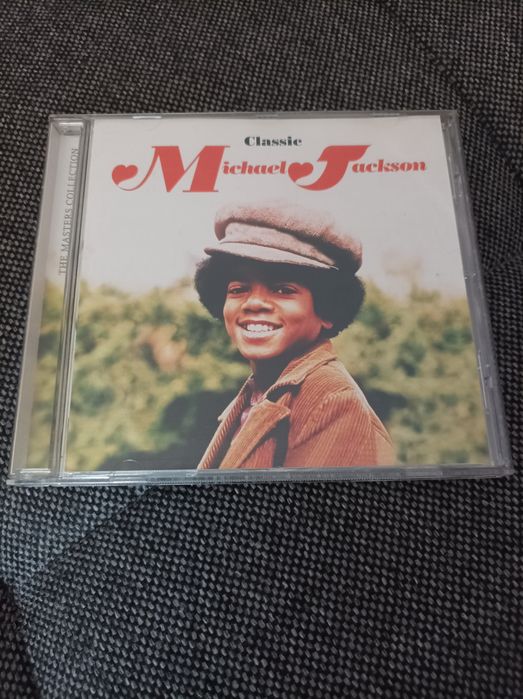 Classic
Michael Jackson
THE MASTERS COLLECTION